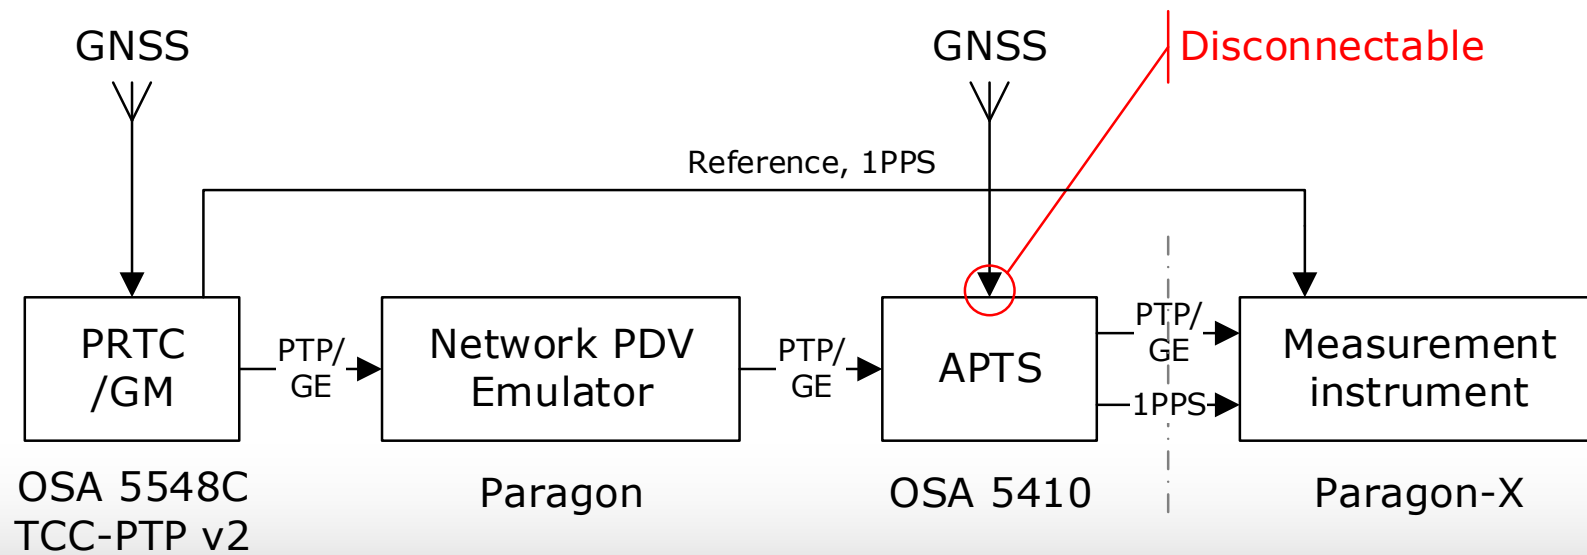 GNSS
GNSS
Disconnectable
Reference, 1PPS
PRTC
/GM
PTP/
GE
Network PDV
Emulator
PTP/
GE
APTS
PTP/
GE
1PPS
Measurement
instrument
OSA 5548C
TCC-PTP v2
Paragon
OSA 5410
Paragon-X